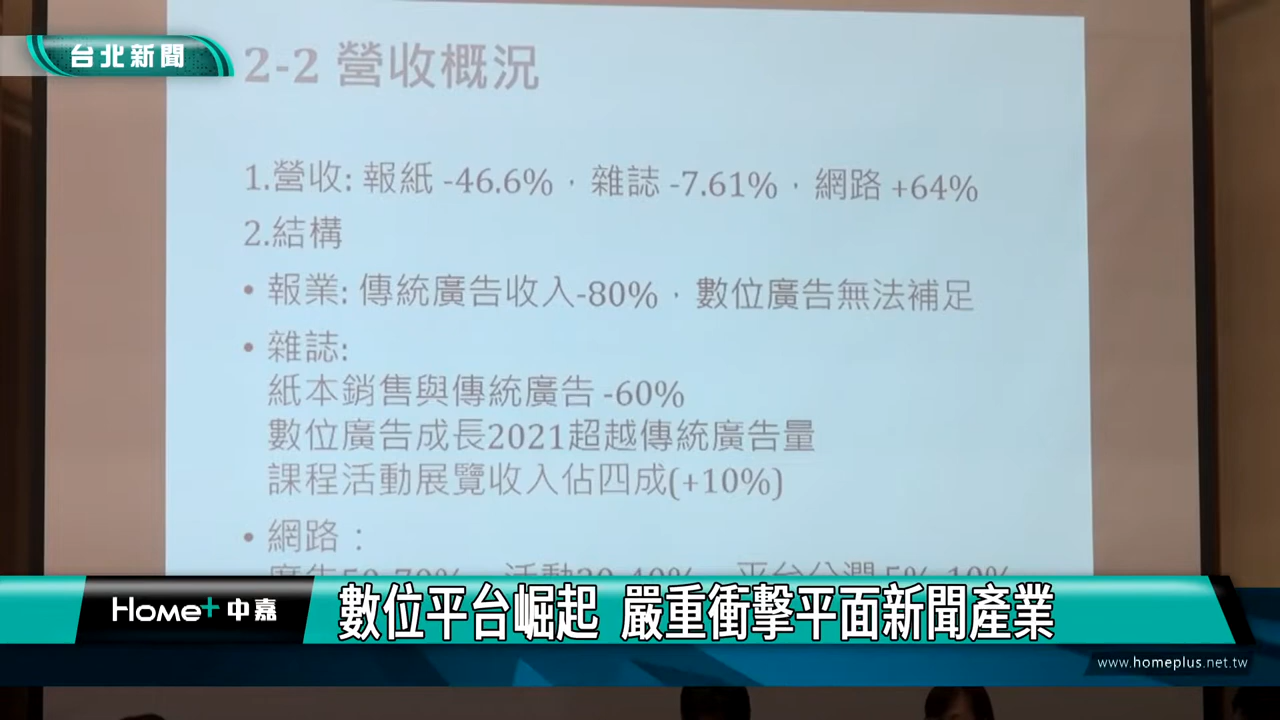 台北新聞
2-2 營收概況
1.營收: 報紙 -46.6%，雜誌 -7.61%，網路 +64%
2.結構
• 報業: 傳統廣告收入-80%，數位廣告無法補足
• 雜誌:
紙本銷售與傳統廣告 -60%
數位廣告成長2021超越傳統廣告量
課程活動展覽收入佔四成(+10%)
• 網路：
Home+ 中嘉
數位平台崛起 嚴重衝擊平面新聞產業
www.homeplus.net.tw